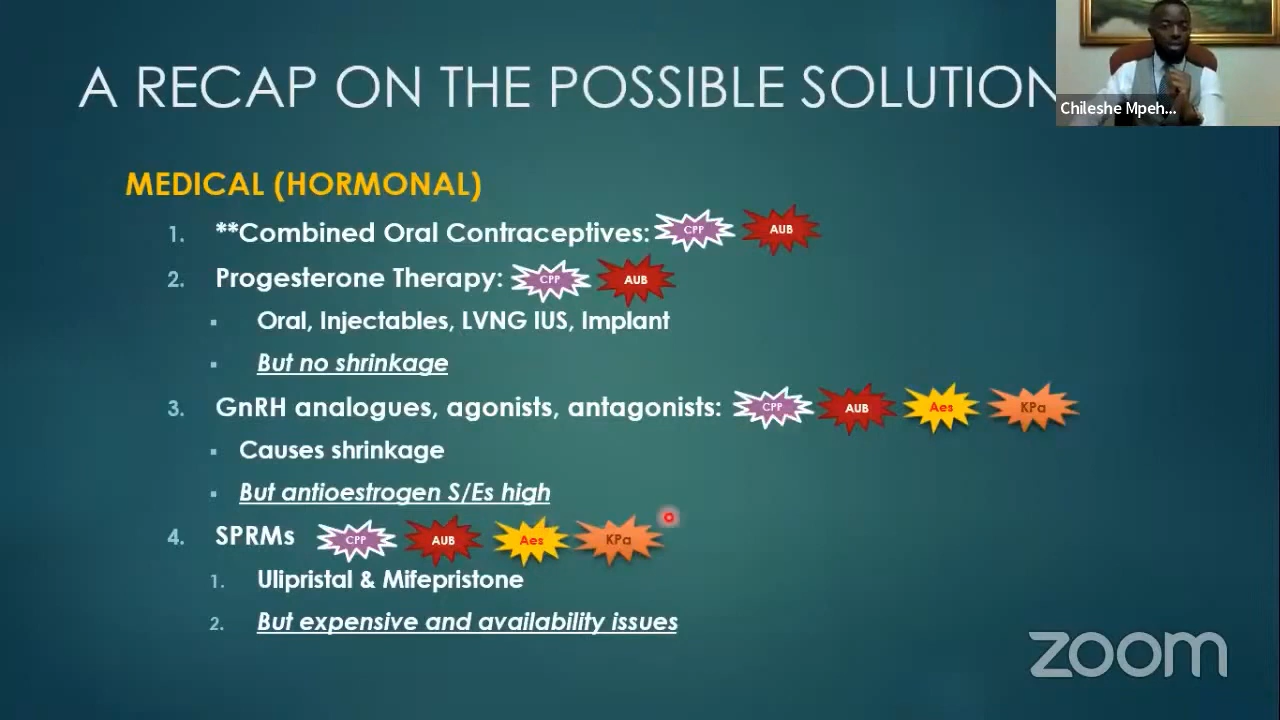 A RECAP ON THE POSSIBLE SOLUTION
Chileshe Mpeh...
MEDICAL (HORMONAL)
1. **Combined Oral Contraceptives: CPP AUB
2. Progesterone Therapy: CPP AUB
▪ Oral, Injectables, LVNG IUS, Implant
▪ But no shrinkage
3. GnRH analogues, agonists, antagonists: CPP AUB Aes KPa
▪ Causes shrinkage
▪ But antioestrogen S/Es high
4. SPRMs CPP AUB Aes KPa
1. Ulipristal & Mifepristone
2. But expensive and availability issues
zoom